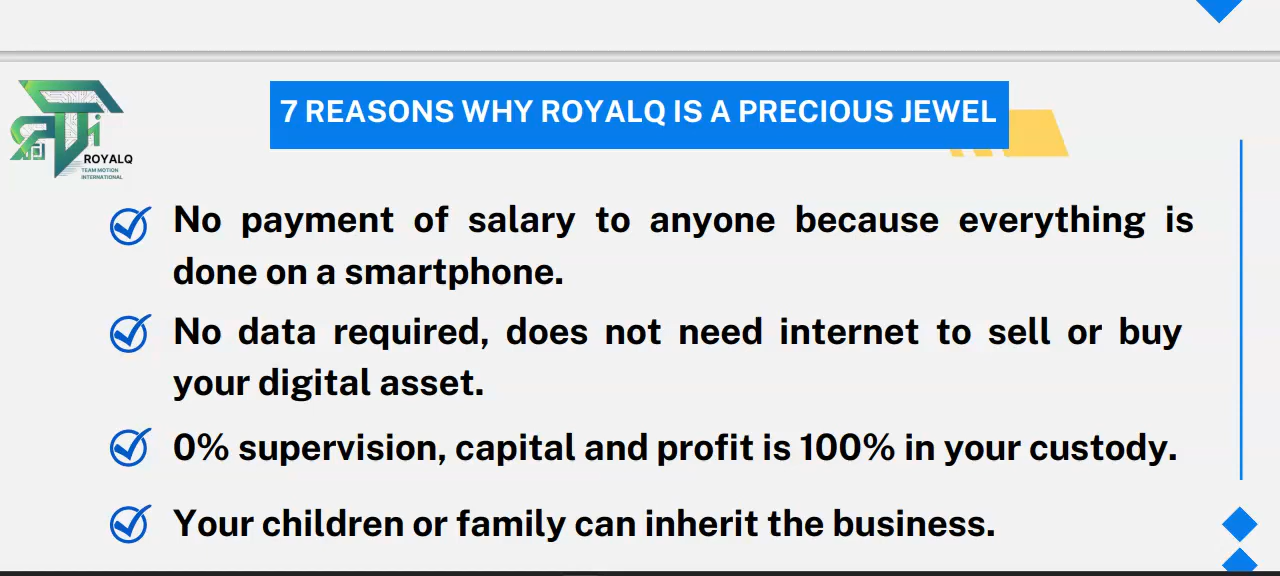 7 REASONS WHY ROYALQ IS A PRECIOUS JEWEL
ROYALQ
TEAM MOTION
INTERNATIONAL
No payment of salary to anyone because everything is
done on a smartphone.
No data required, does not need internet to sell or buy
your digital asset.
0% supervision, capital and profit is 100% in your custody.
Your children or family can inherit the business.